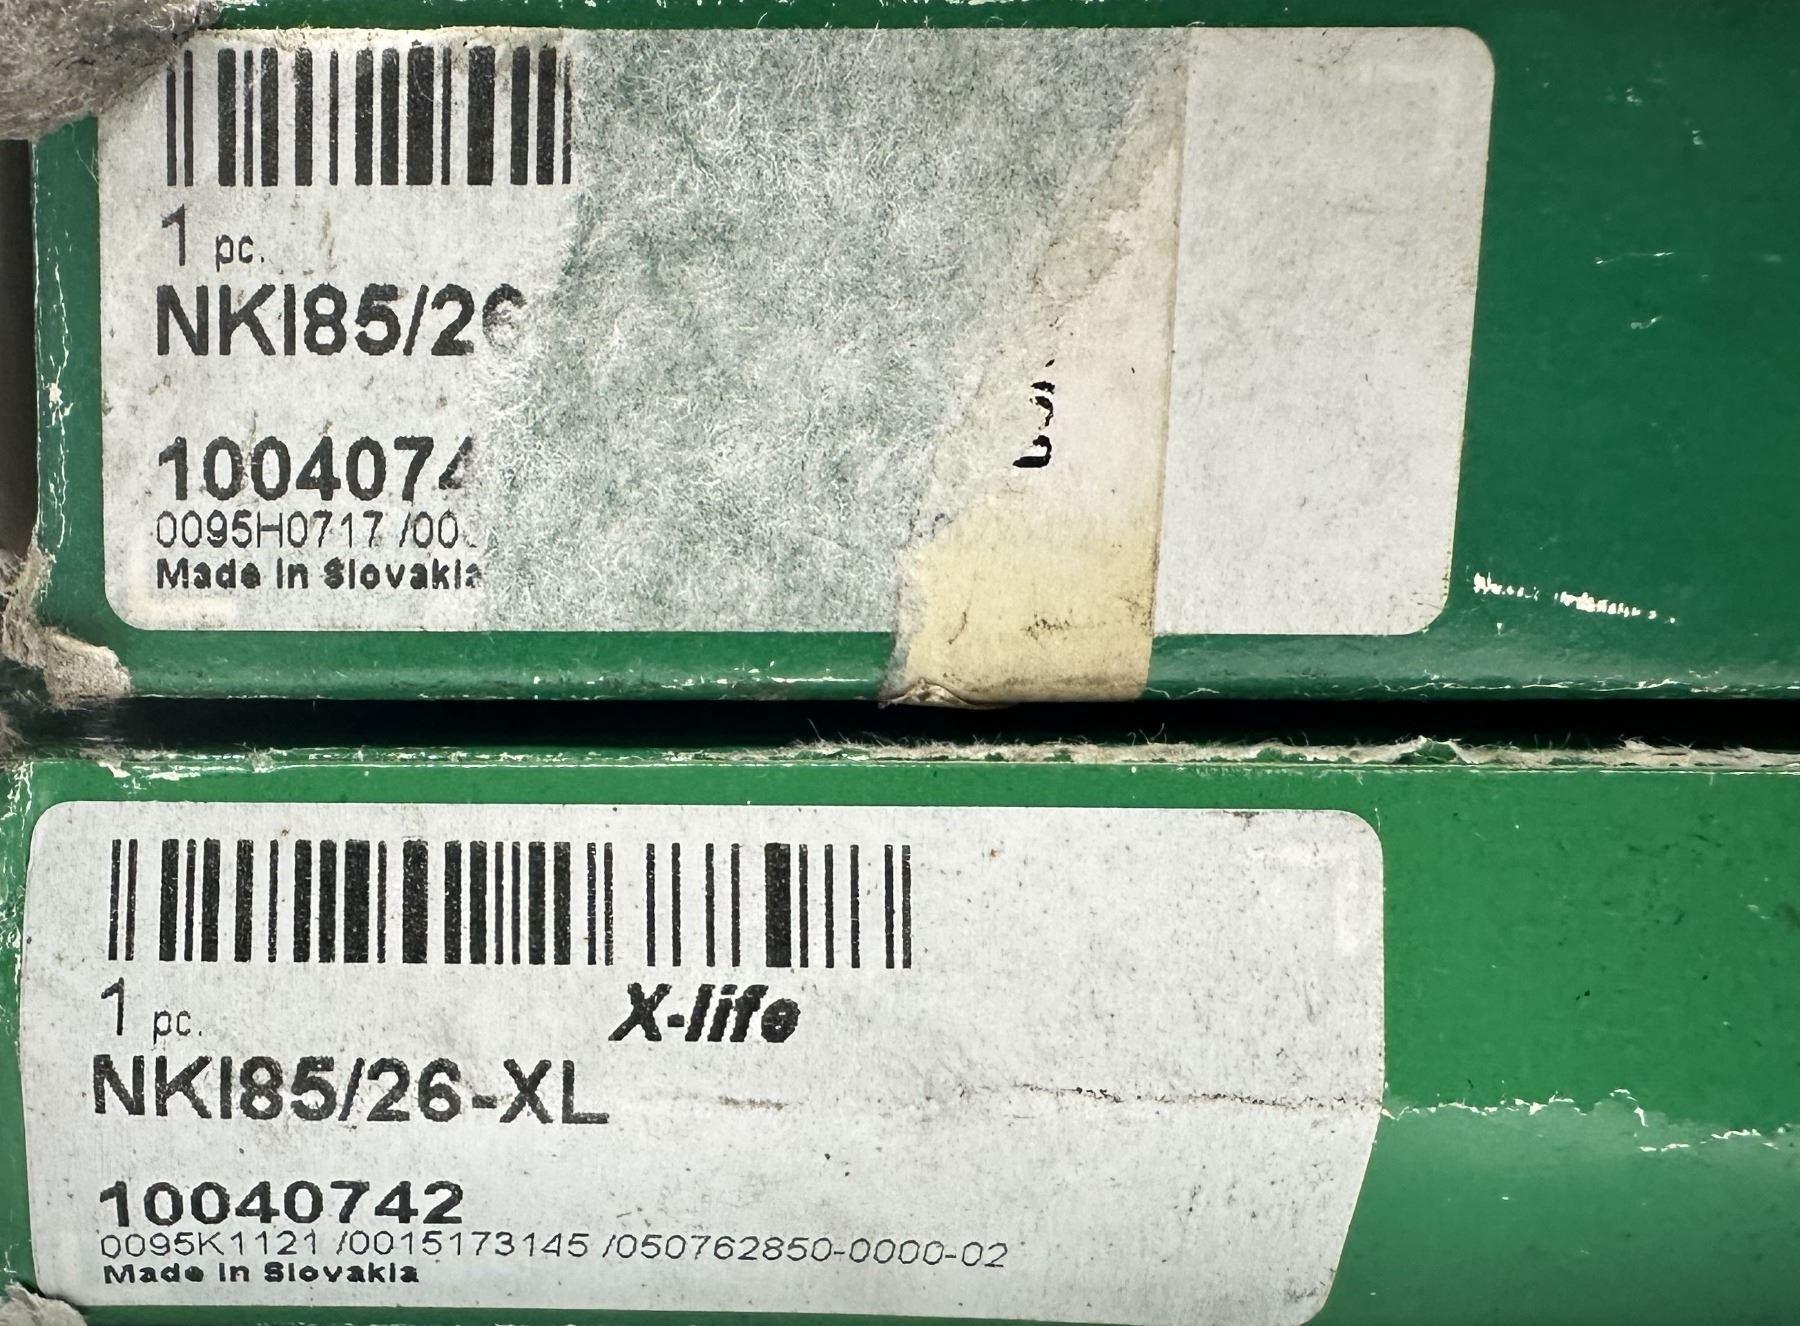 1 pc.
NKI85/26
1004074
0095H0717 /00
Made in Slovakia
1 pc.
X-life
NKI85/26-XL
10040742
0095K1121 /0015173145 /050762850-0000-02
Made in Slovakia